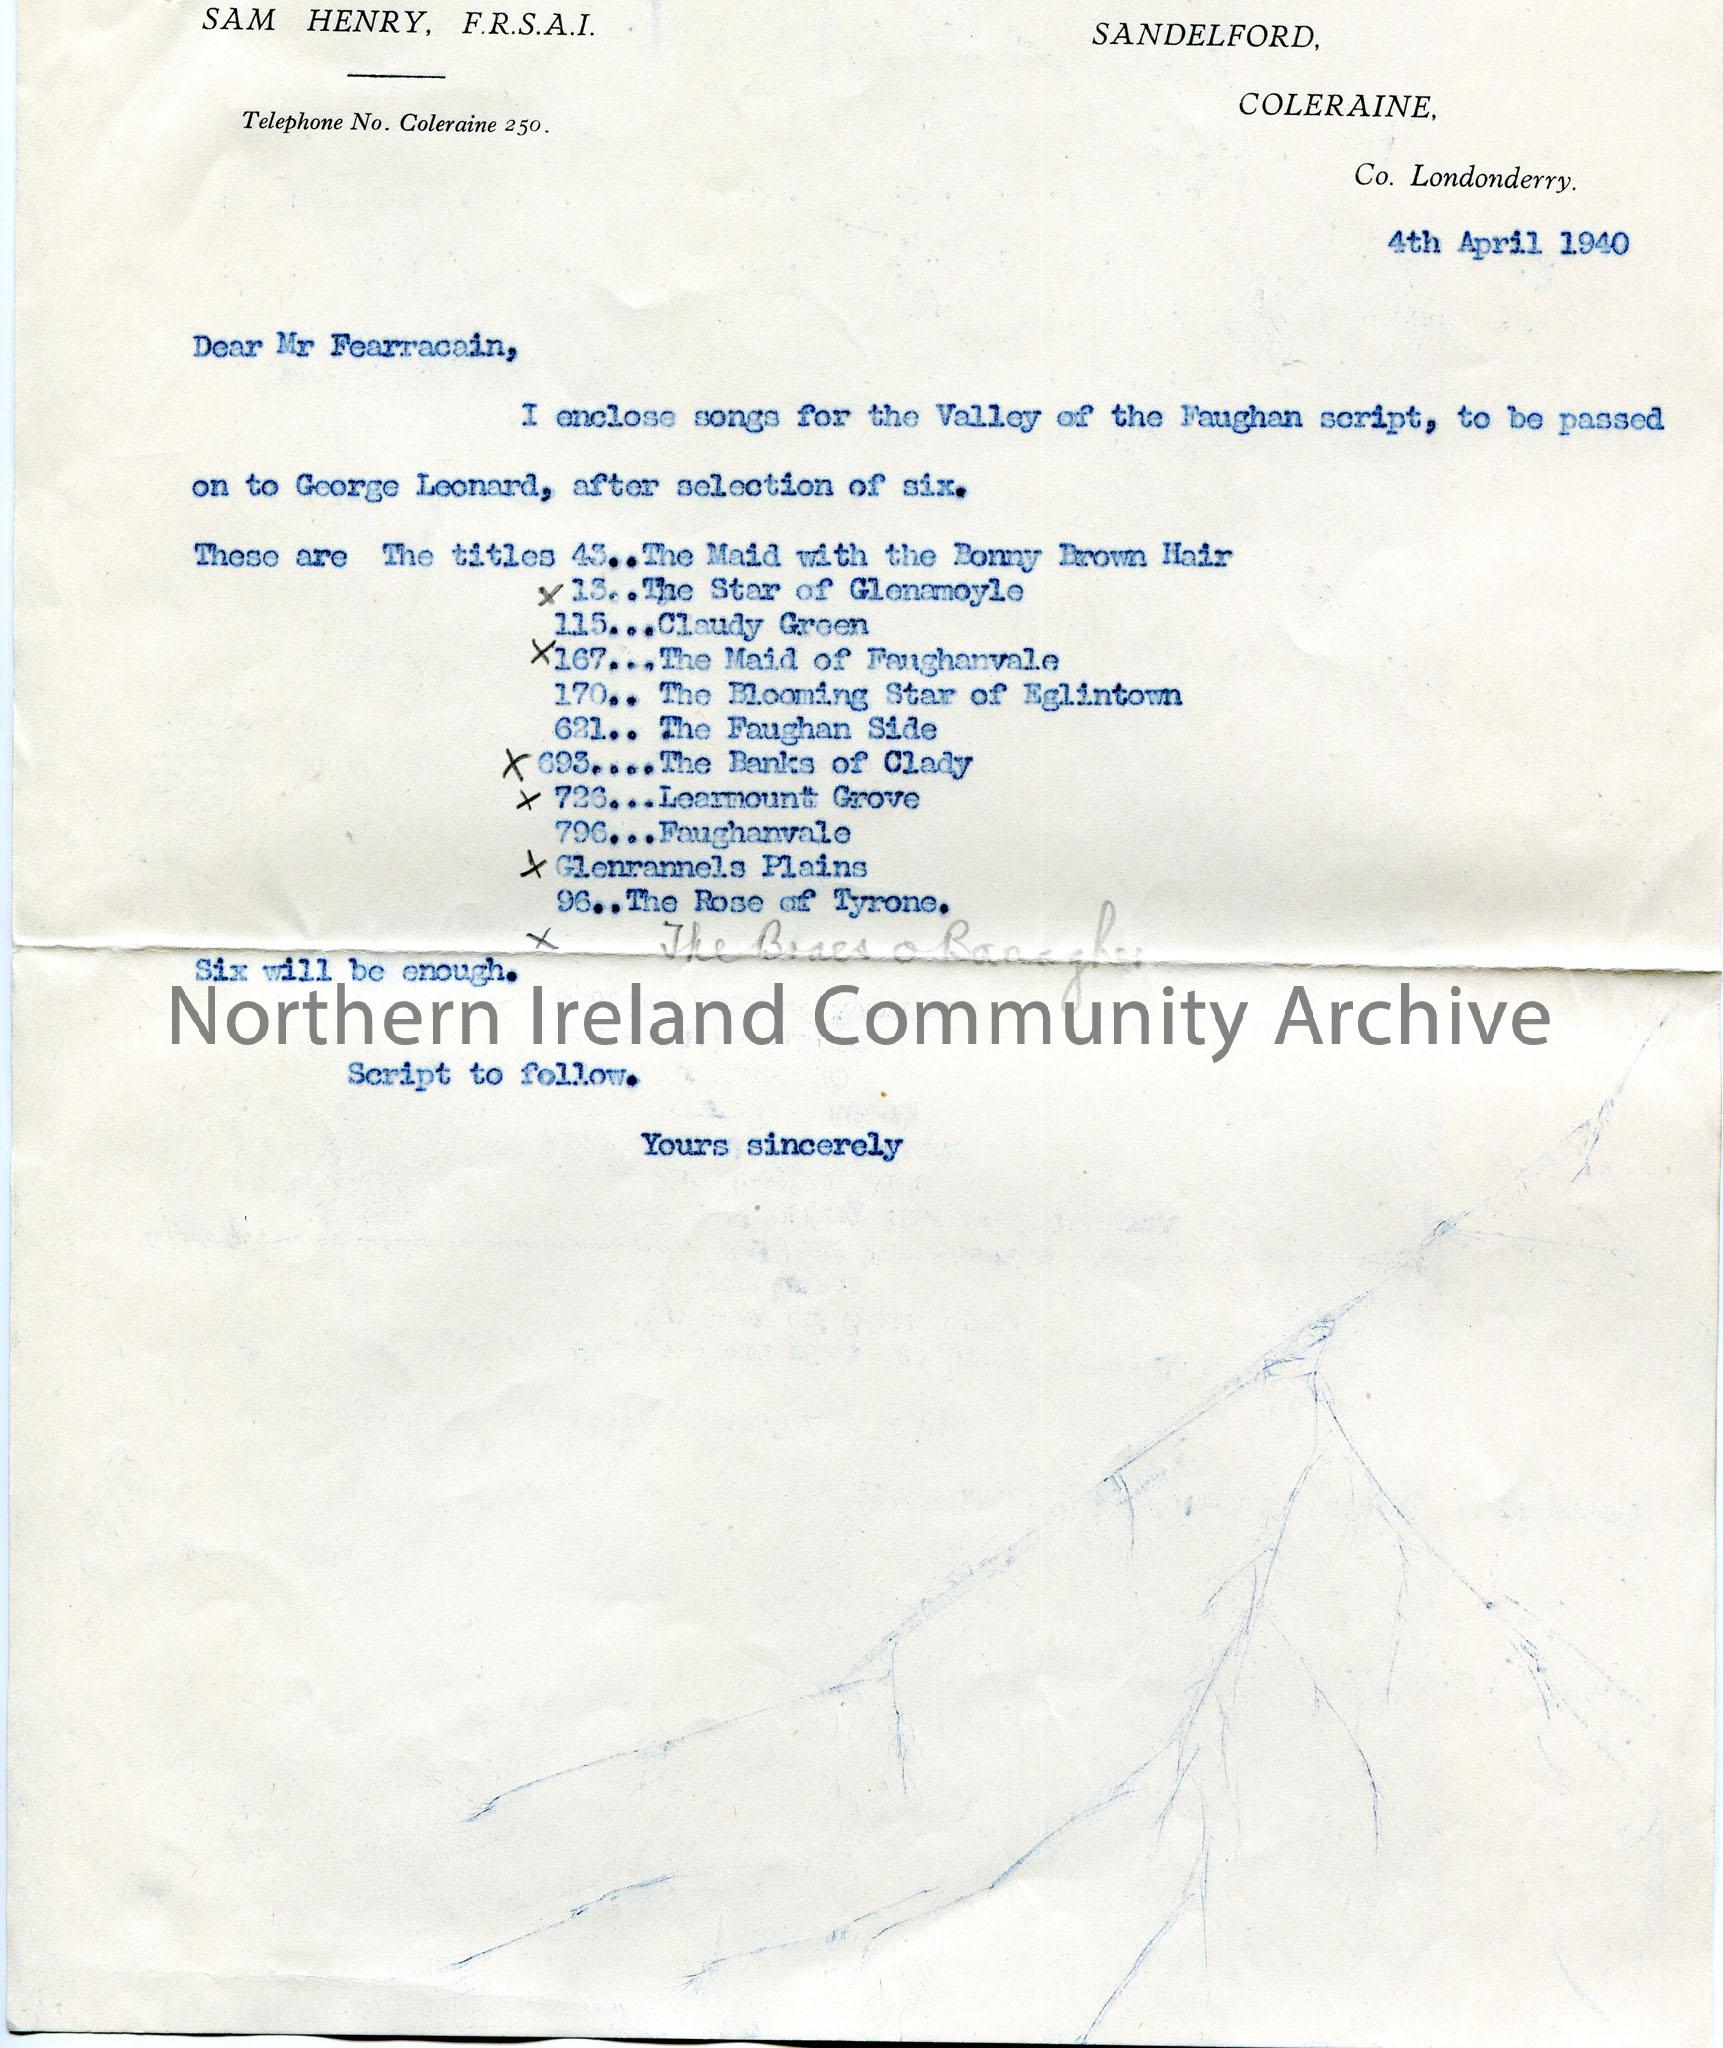 SAM HENRY, F.R.S.A.I.
Telephone No. Coleraine 250.
SANDELFORD,
COLERAINE,
Co. Londonderry.
4th April 1940
Dear Mr Fearracain,
I enclose songs for the Valley of the Faughan script, to be passed
on to George Leonard, after selection of six.
These are The titles 43..The Maid with the Bonny Brown Hair
x 13..The Star of Glenamoyle
115...Claudy Green
x 167...The Maid of Faughanvale
170.. The Blooming Star of Eglintown
621.. The Faughan Side
x 693....The Banks of Clady
x 726...Learmount Grove
796...Faughanvale
x Glenrannels Plains
96..The Rose of Tyrone.
x The Braes o
Six will be enough.
Northern Ireland Community Archive
Script to follow.
Yours sincerely